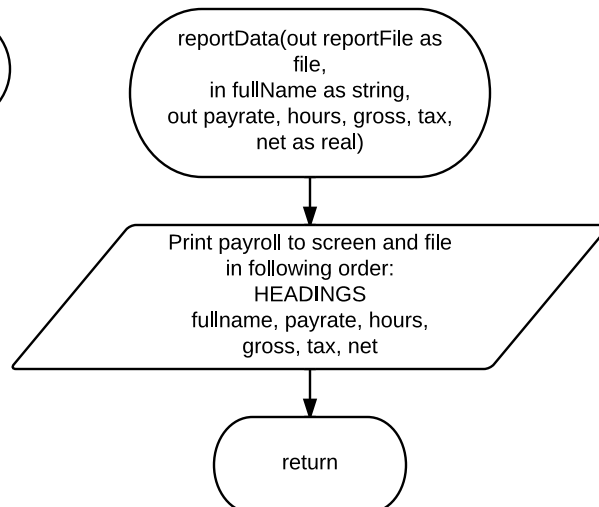 reportData(out reportFile as
file,
in fullName as string,
out payrate, hours, gross, tax,
net as real)
Print payroll to screen and file
in following order:
HEADINGS
fullname, payrate, hours,
gross, tax, net
return